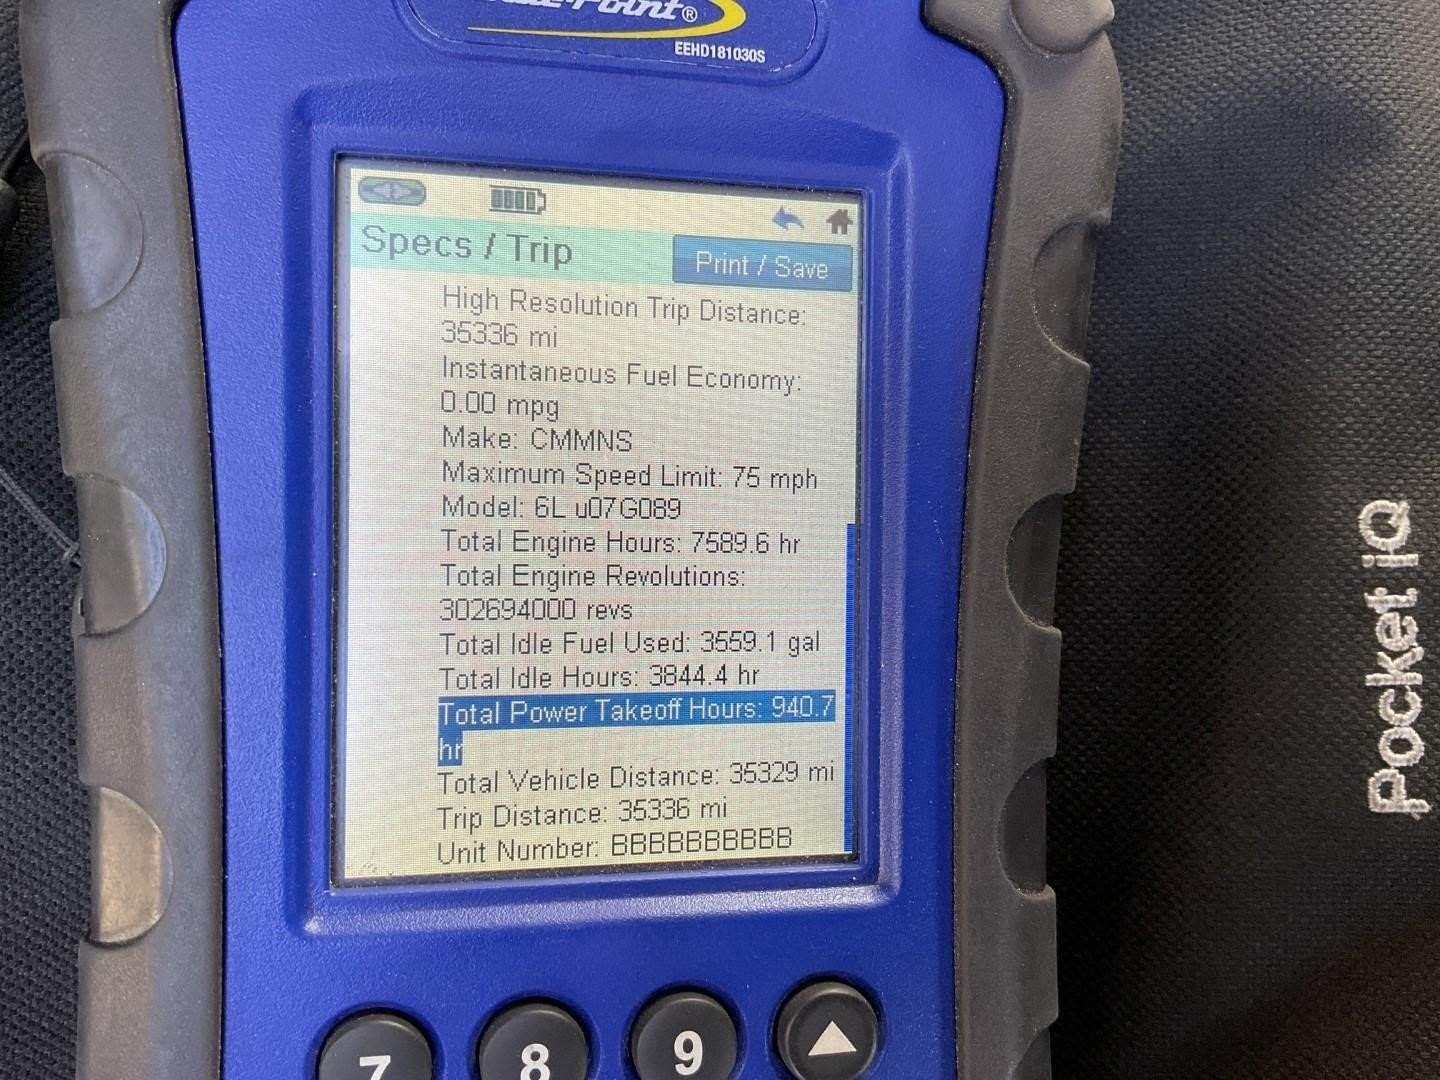 Point®
EEHD181030S
Specs / Trip
Print / Save
High Resolution Trip Distance:
35336 mi
Instantaneous Fuel Economy:
0.00 mpg
Make: CMMNS
Maximum Speed Limit: 75 mph
Model: 6L u07G089
Total Engine Hours: 7589.6 hr
Total Engine Revolutions:
302694000 revs
Total Idle Fuel Used: 3559.1 gal
Total Idle Hours: 3844.4 hr
Total Power Takeoff Hours: 940.7
hr
Total Vehicle Distance: 35329 mi
Trip Distance: 35336 mi
Unit Number: BBBBBBBBBB
7
8
9
Pocket iQ